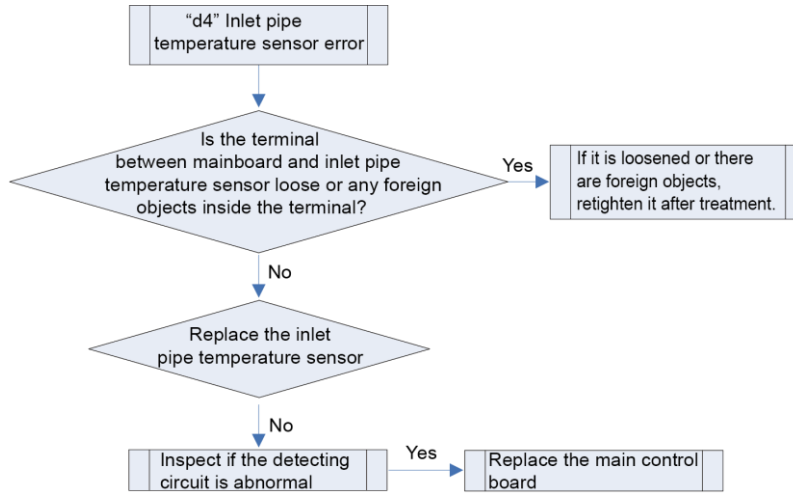 “d4” Inlet pipe
temperature sensor error
Is the terminal
between mainboard and inlet pipe
temperature sensor loose or any foreign
objects inside the terminal?
Yes
If it is loosened or there
are foreign objects,
retighten it after treatment.
No
Replace the inlet
pipe temperature sensor
No
Inspect if the detecting
circuit is abnormal
Yes
Replace the main control
board